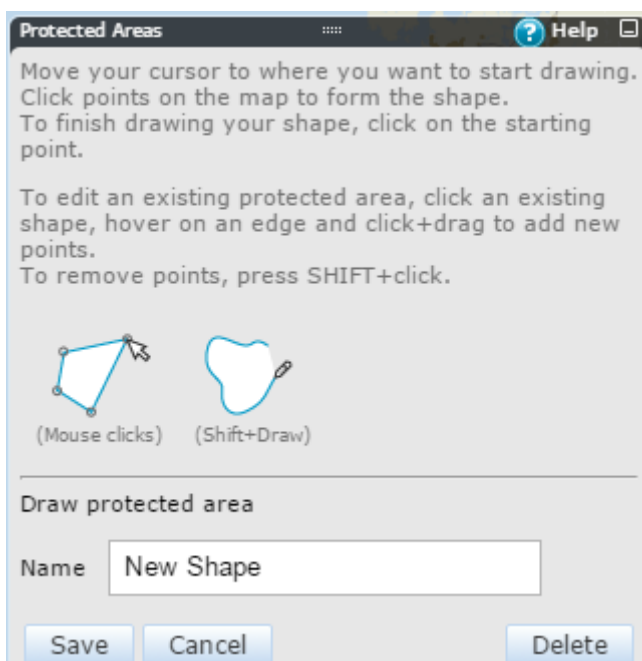 Protected Areas ? Help
Move your cursor to where you want to start drawing.
Click points on the map to form the shape.
To finish drawing your shape, click on the starting
point.
To edit an existing protected area, click an existing
shape, hover on an edge and click+drag to add new
points.
To remove points, press SHIFT+click.
(Mouse clicks) (Shift+Draw)
Draw protected area
Name New Shape
Save Cancel Delete